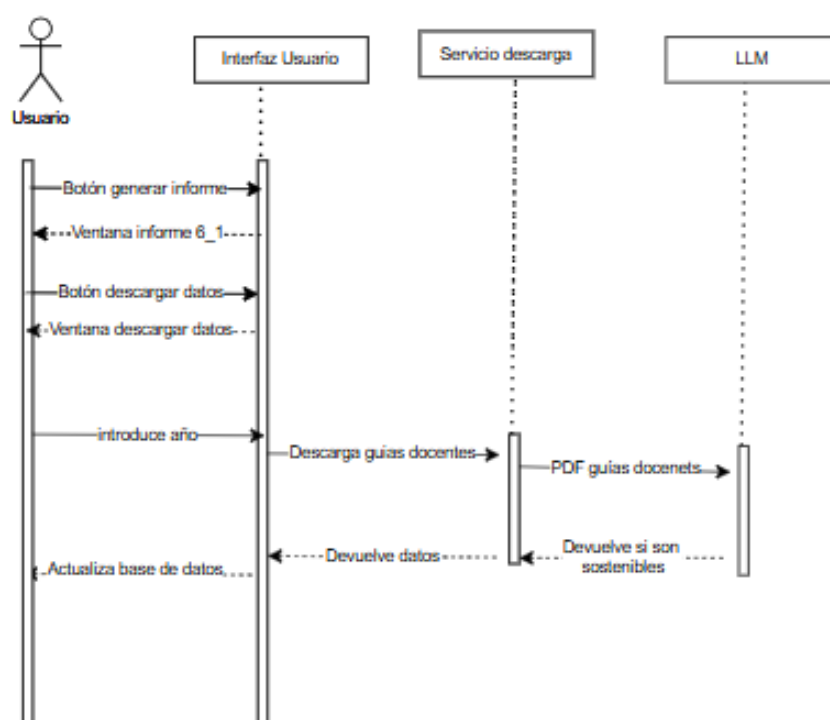 Usuario
Interfaz Usuario
Servicio descarga
LLM
Botón generar informe
Ventana informe 6_1
Botón descargar datos
Ventana descargar datos
introduce año
Descarga guias docentes
PDF guías docenets
Devuelve si son
sostenibles
Devuelve datos
Actualiza base de datos